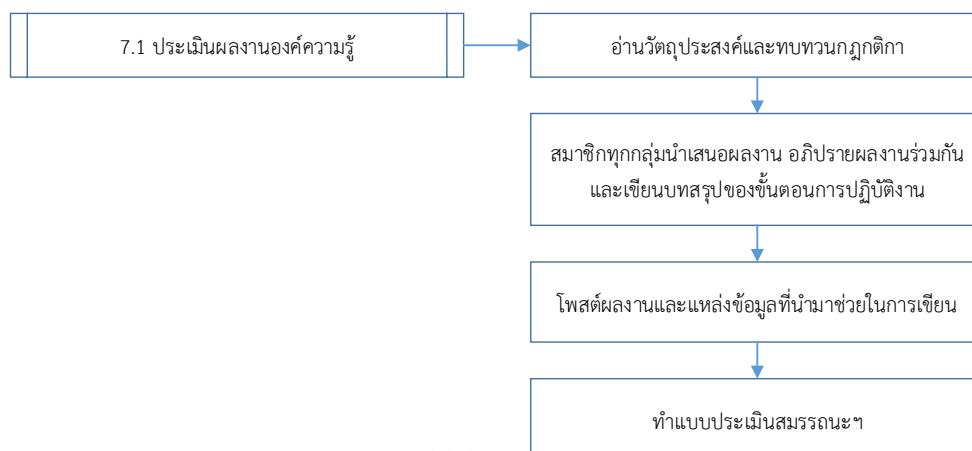 7.1 ประเมินผลงานองค์ความรู้
อ่านวัตถุประสงค์และทบทวนกฎกติกา
สมาชิกทุกกลุ่มนำเสนอผลงาน อภิปรายผลงานร่วมกัน
และเขียนบทสรุปของขั้นตอนการปฏิบัติงาน
โพสต์ผลงานและแหล่งข้อมูลที่นำมาช่วยในการเขียน
ทำแบบประเมินสมรรถนะฯ